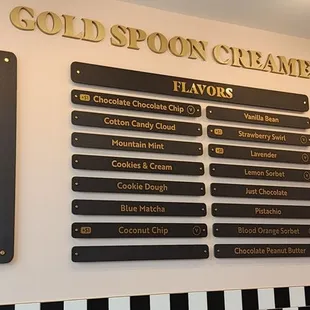 GOLD SPOON CREAME
FLAVORS
Chocolate Chocolate Chip V
Cotton Candy Cloud
Mountain Mint
Cookies & Cream
Cookie Dough
Blue Matcha
Coconut Chip V
Vanilla Bean
Strawberry Swirl V
Lavender V
Lemon Sorbet V
Just Chocolate
Pistachio
Blood Orange Sorbet V
Chocolate Peanut Butter